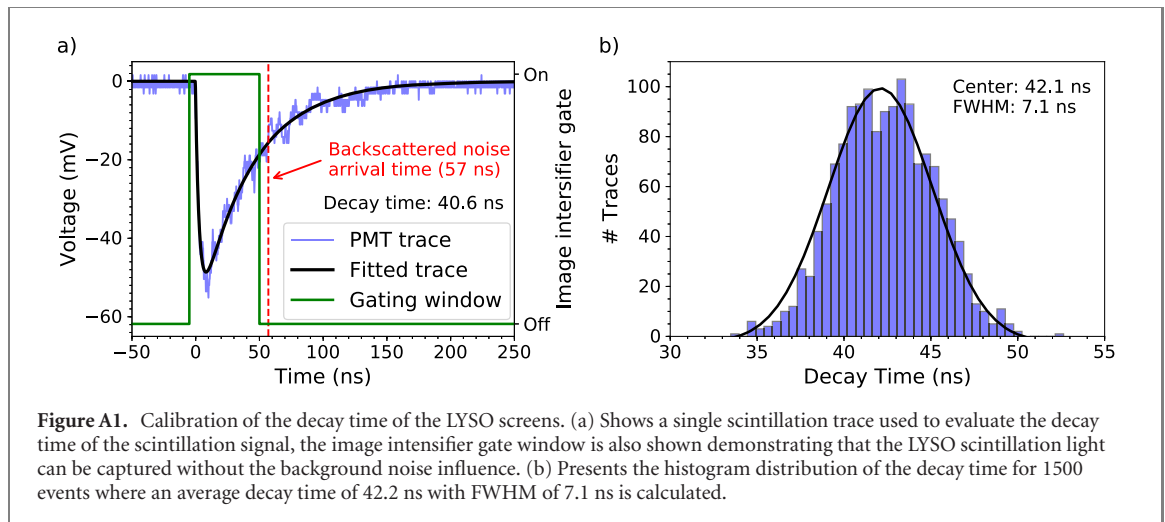 a)
On
0
−20
−40
−60
Voltage (mV)
Backscattered noise
arrival time (57 ns)
Decay time: 40.6 ns
PMT trace
Fitted trace
Gating window
Off
Image intersifier gate
−50 0 50 100 150 200 250
Time (ns)
b)
Center: 42.1 ns
FWHM: 7.1 ns
100
80
60
40
20
0
# Traces
30 35 40 45 50 55
Decay Time (ns)
Figure A1. Calibration of the decay time of the LYSO screens. (a) Shows a single scintillation trace used to evaluate the decay
time of the scintillation signal, the image intensifier gate window is also shown demonstrating that the LYSO scintillation light
can be captured without the background noise influence. (b) Presents the histogram distribution of the decay time for 1500
events where an average decay time of 42.2 ns with FWHM of 7.1 ns is calculated.